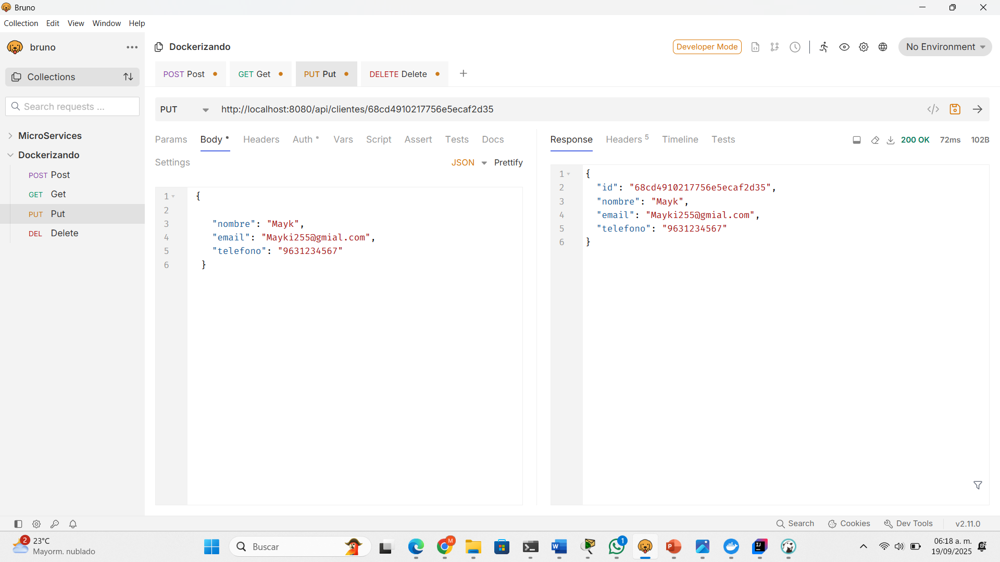 Bruno
Collection Edit View Window Help
bruno
Dockerizando
Developer Mode
No Environment
Collections
POST Post
GET Get
PUT Put
DELETE Delete
Search requests ...
PUT
http://localhost:8080/api/clientes/68cd4910217756e5ecaf2d35
MicroServices
Dockerizando
POST Post
GET Get
PUT Put
DEL Delete
Params Body Headers Auth Vars Script Assert Tests Docs
Settings
JSON
Prettify
1 {
2
3 "nombre": "Mayk",
4 "email": "Mayki255@gmial.com",
5 "telefono": "9631234567"
6 }
Response Headers 5 Timeline Tests
200 OK 72ms 102B
1 {
2 "id": "68cd4910217756e5ecaf2d35",
3 "nombre": "Mayk",
4 "email": "Mayki255@gmial.com",
5 "telefono": "9631234567"
6 }
Search Cookies Dev Tools v2.11.0
2
23°C
Mayorm. nublado
Buscar
M
W
1
P
IJ
06:18 a. m.
19/09/2025